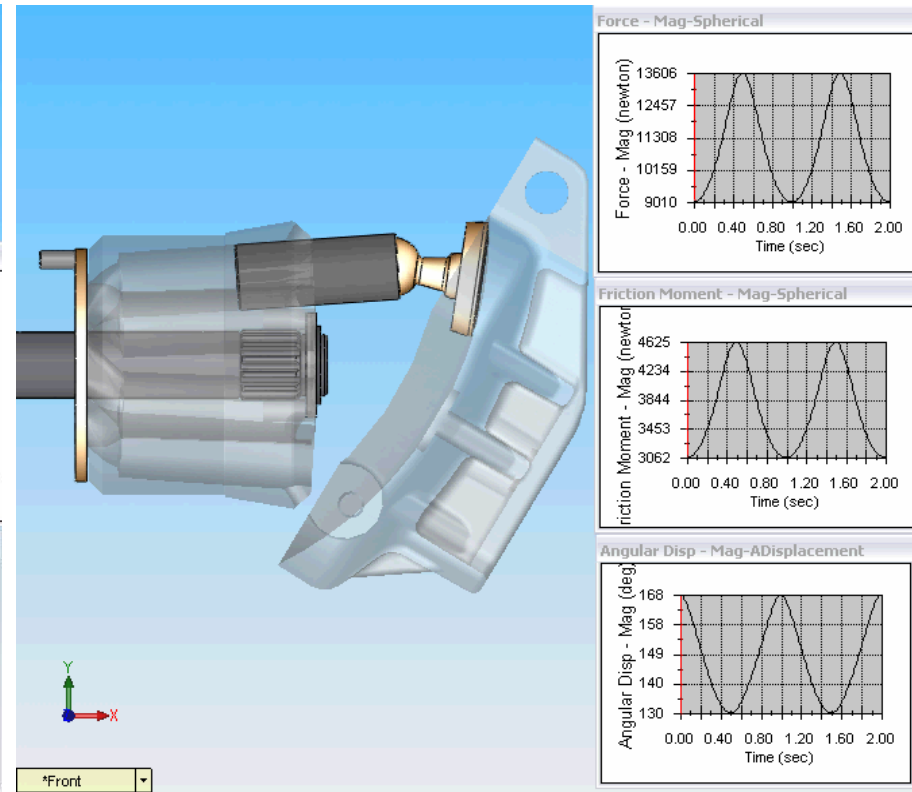 Force - Mag-Spherical
Force - Mag (newton)
13606
12457
11308
10159
9010
0.00 0.40 0.80 1.20 1.60 2.00
Time (sec)
Friction Moment - Mag-Spherical
riction Moment - Mag (newton
4625
4234
3844
3453
3062
0.00 0.40 0.80 1.20 1.60 2.00
Time (sec)
Angular Disp - Mag-ADisplacement
Angular Disp - Mag (deg)
168
158
149
140
130
0.00 0.40 0.80 1.20 1.60 2.00
Time (sec)
Y
X
*Front